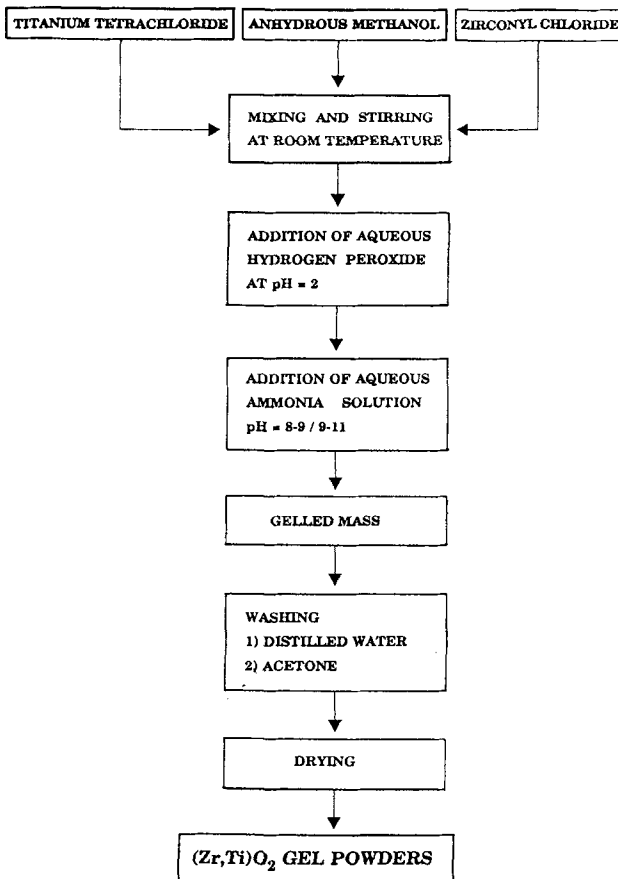 TITANIUM TETRACHLORIDE
ANHYDROUS METHANOL
ZIRCONYL CHLORIDE
MIXING AND STIRRING
AT ROOM TEMPERATURE
ADDITION OF AQUEOUS
HYDROGEN PEROXIDE
AT pH = 2
ADDITION OF AQUEOUS
AMMONIA SOLUTION
pH = 8-9 / 9-11
GELLED MASS
WASHING
1) DISTILLED WATER
2) ACETONE
DRYING
(Zr,Ti)O₂ GEL POWDERS